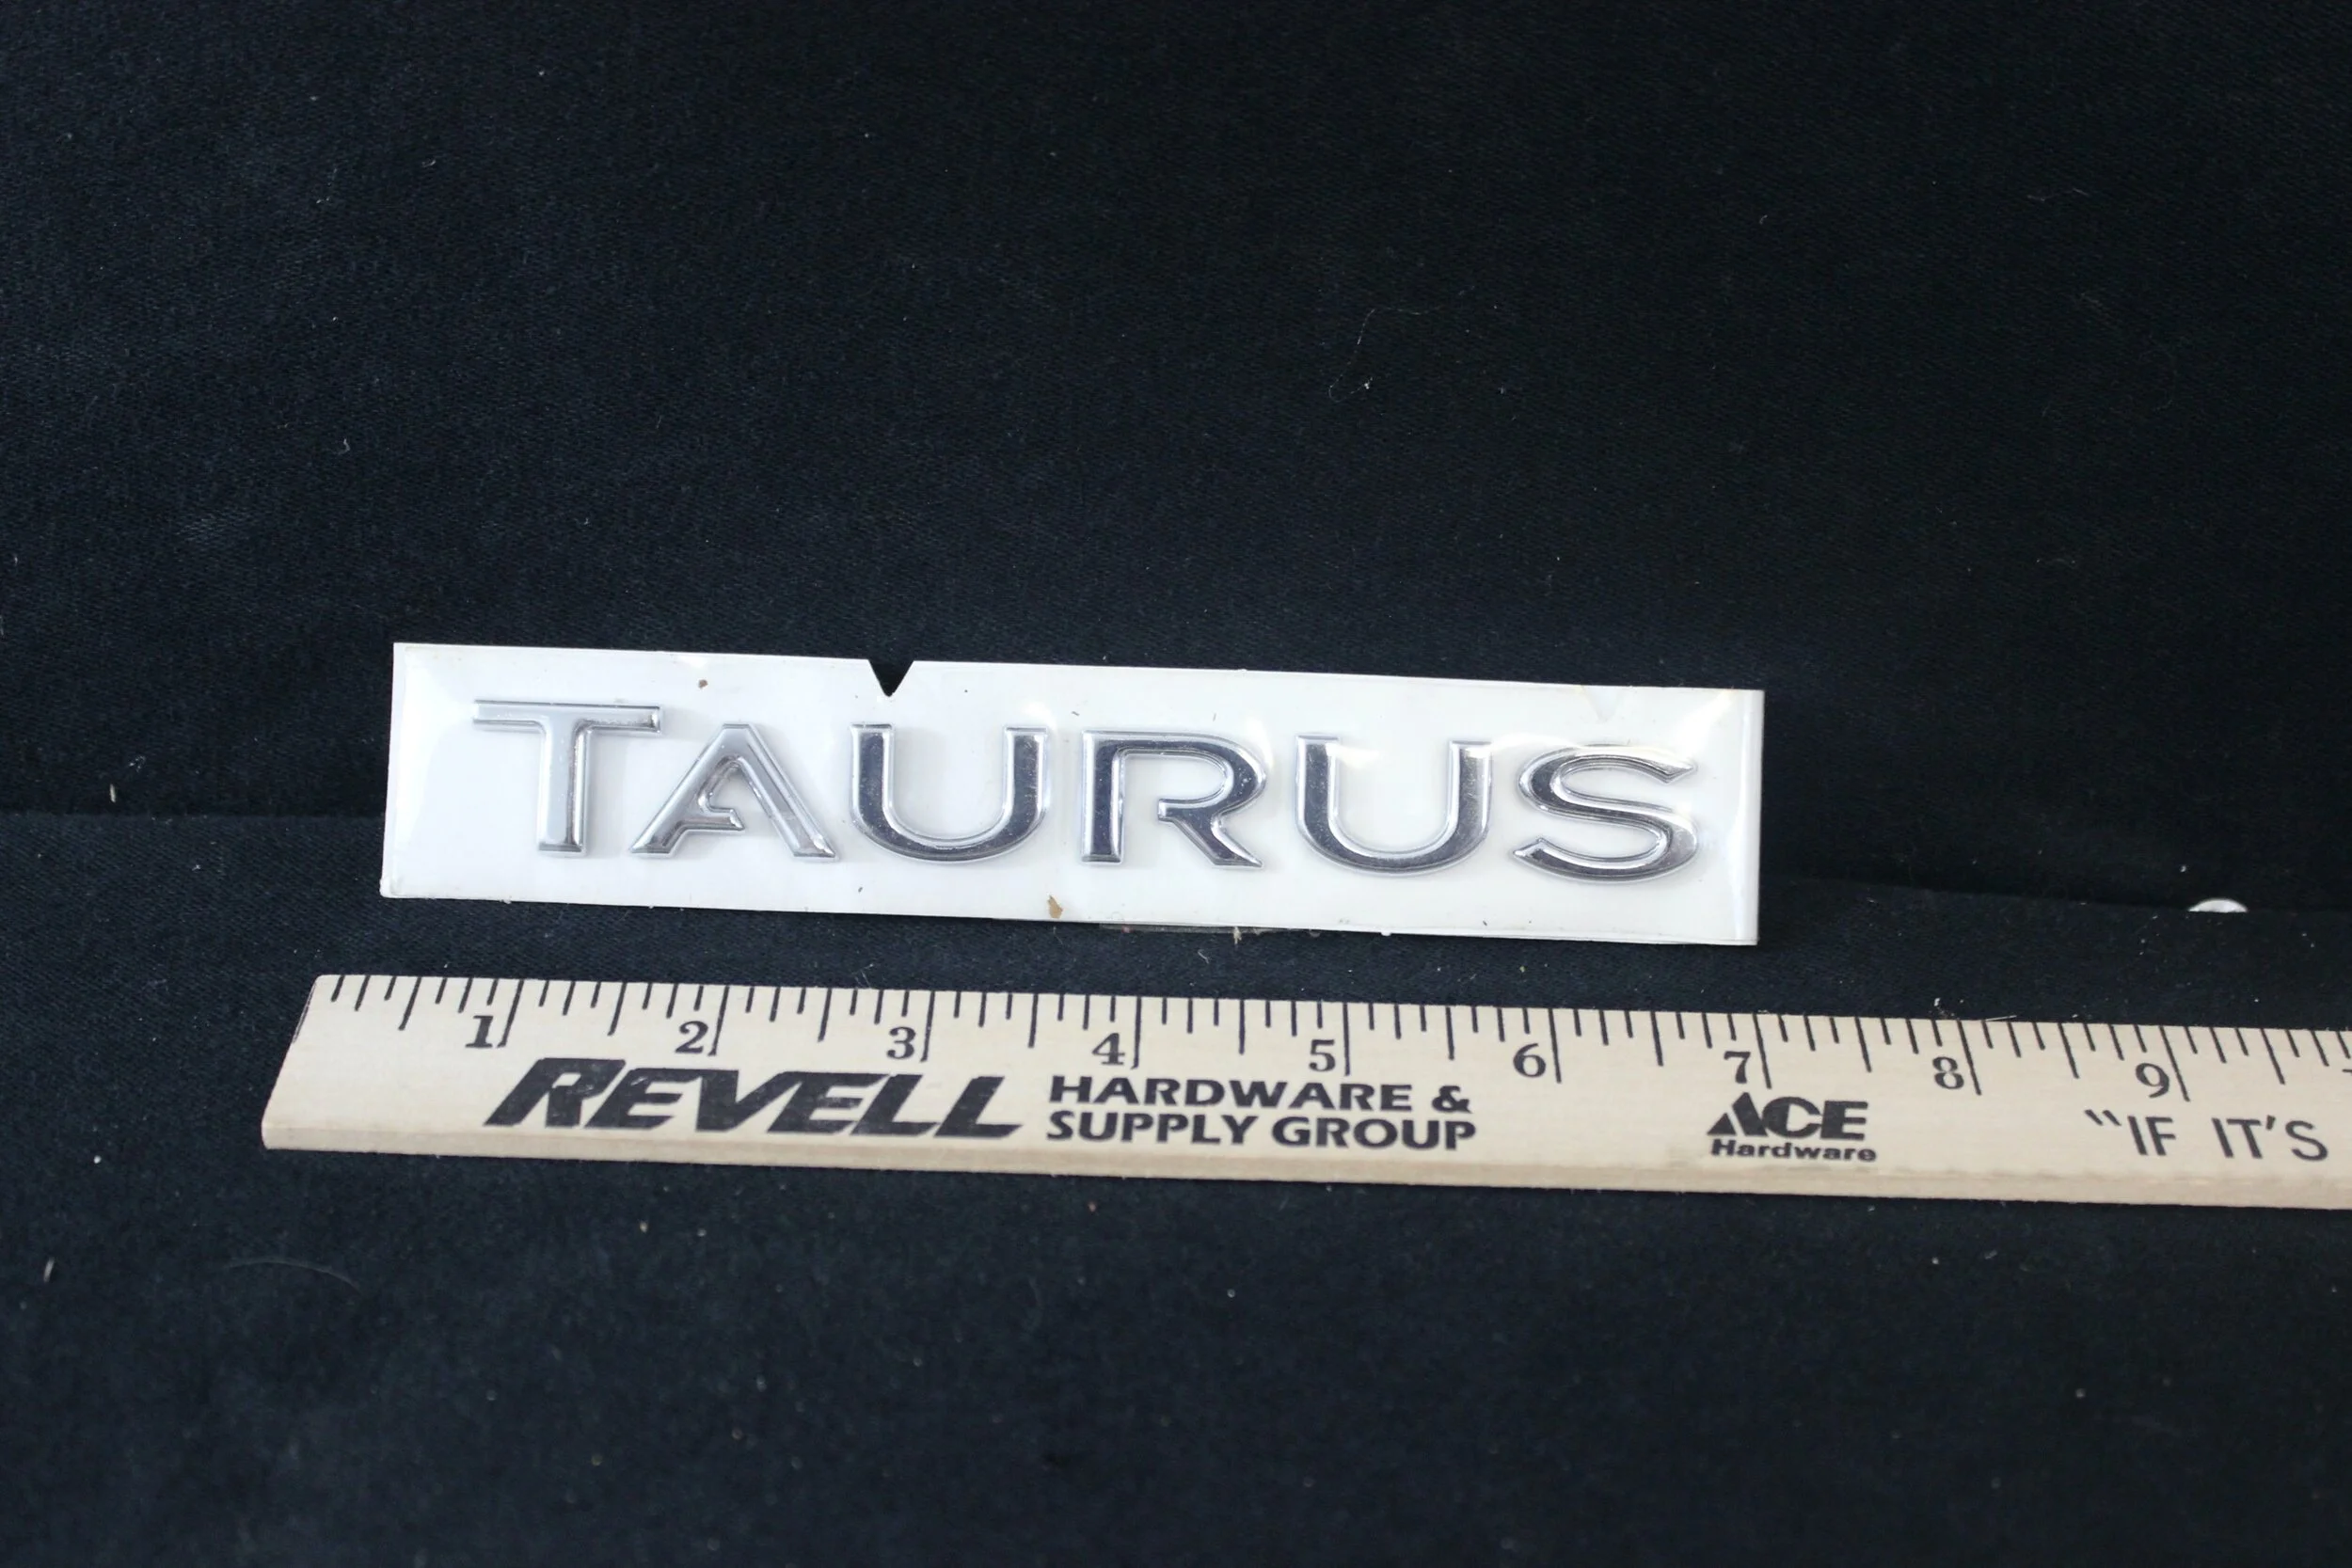 TAURUS
1 2 3 4 5 6 7 8 9
REVELL HARDWARE &
SUPPLY GROUP
ACE
Hardware
"IF IT'S